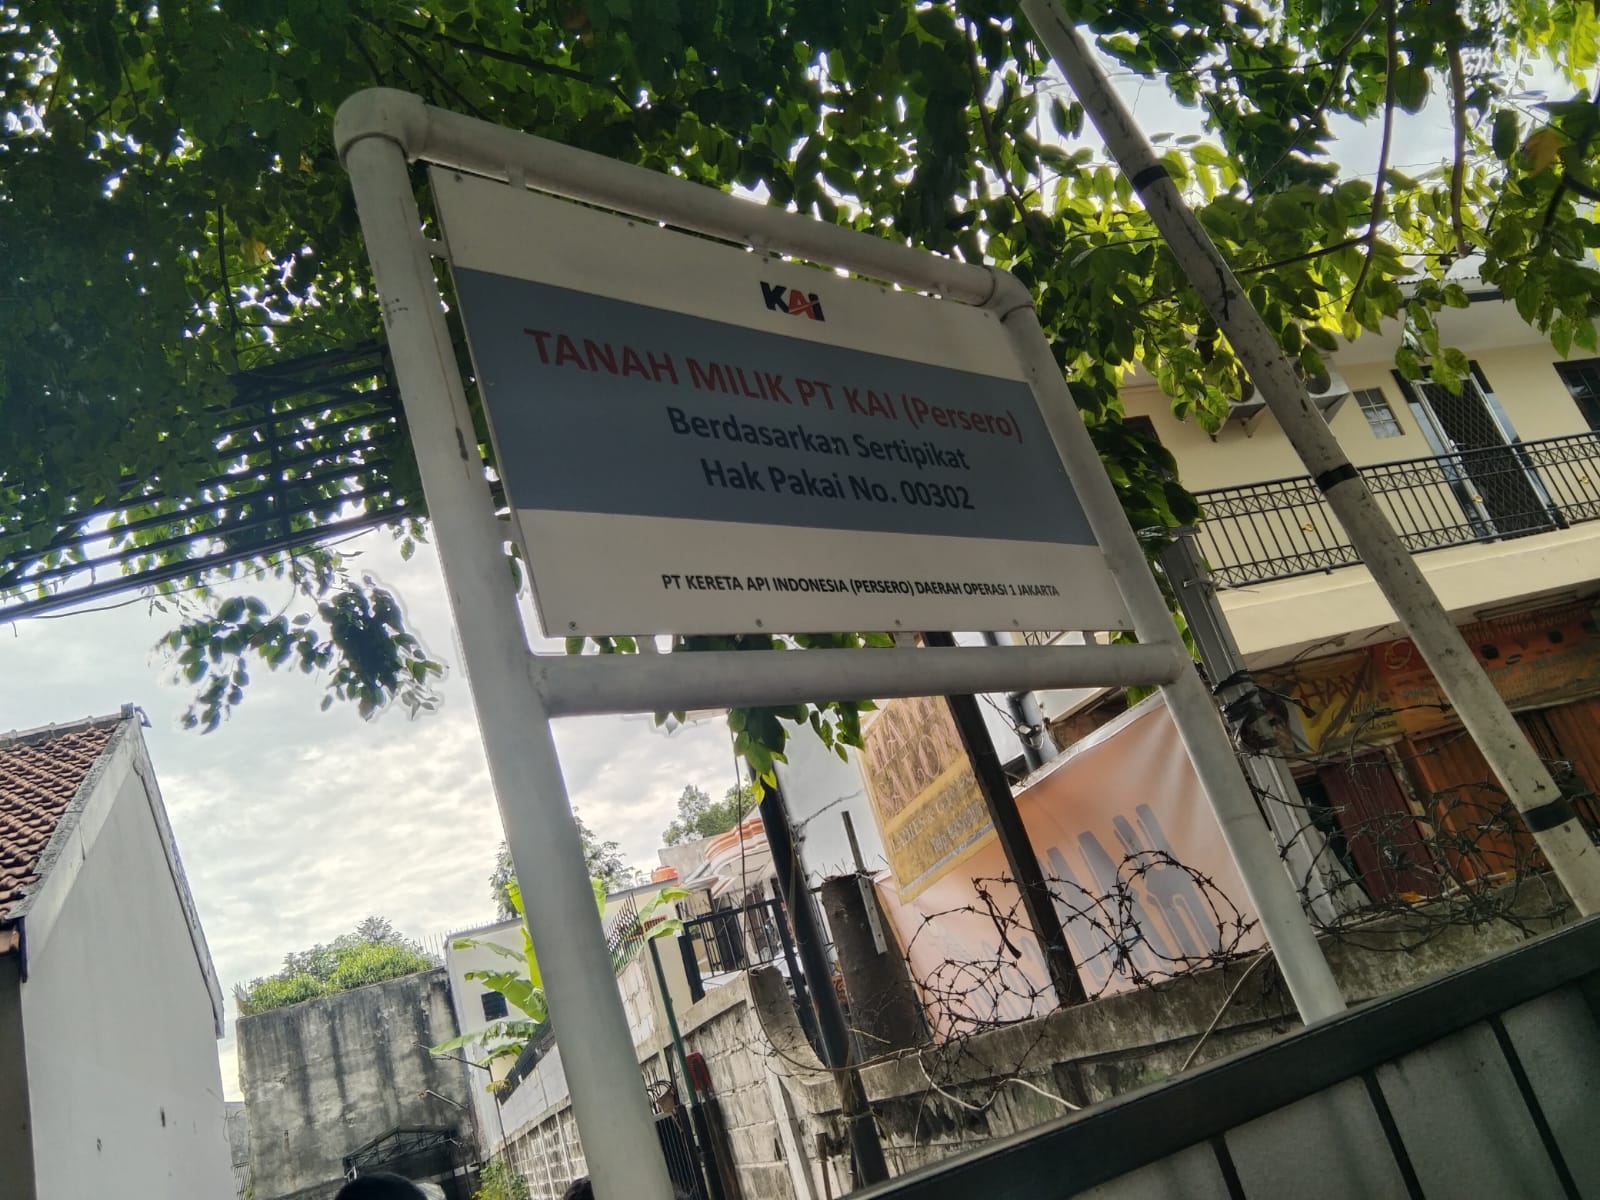 KAI
TANAH MILIK PT KAI (Persero)
Berdasarkan Sertipikat
Hak Pakai No. 00302
PT KERETA API INDONESIA (PERSERO) DAERAH OPERASI 1 JAKARTA